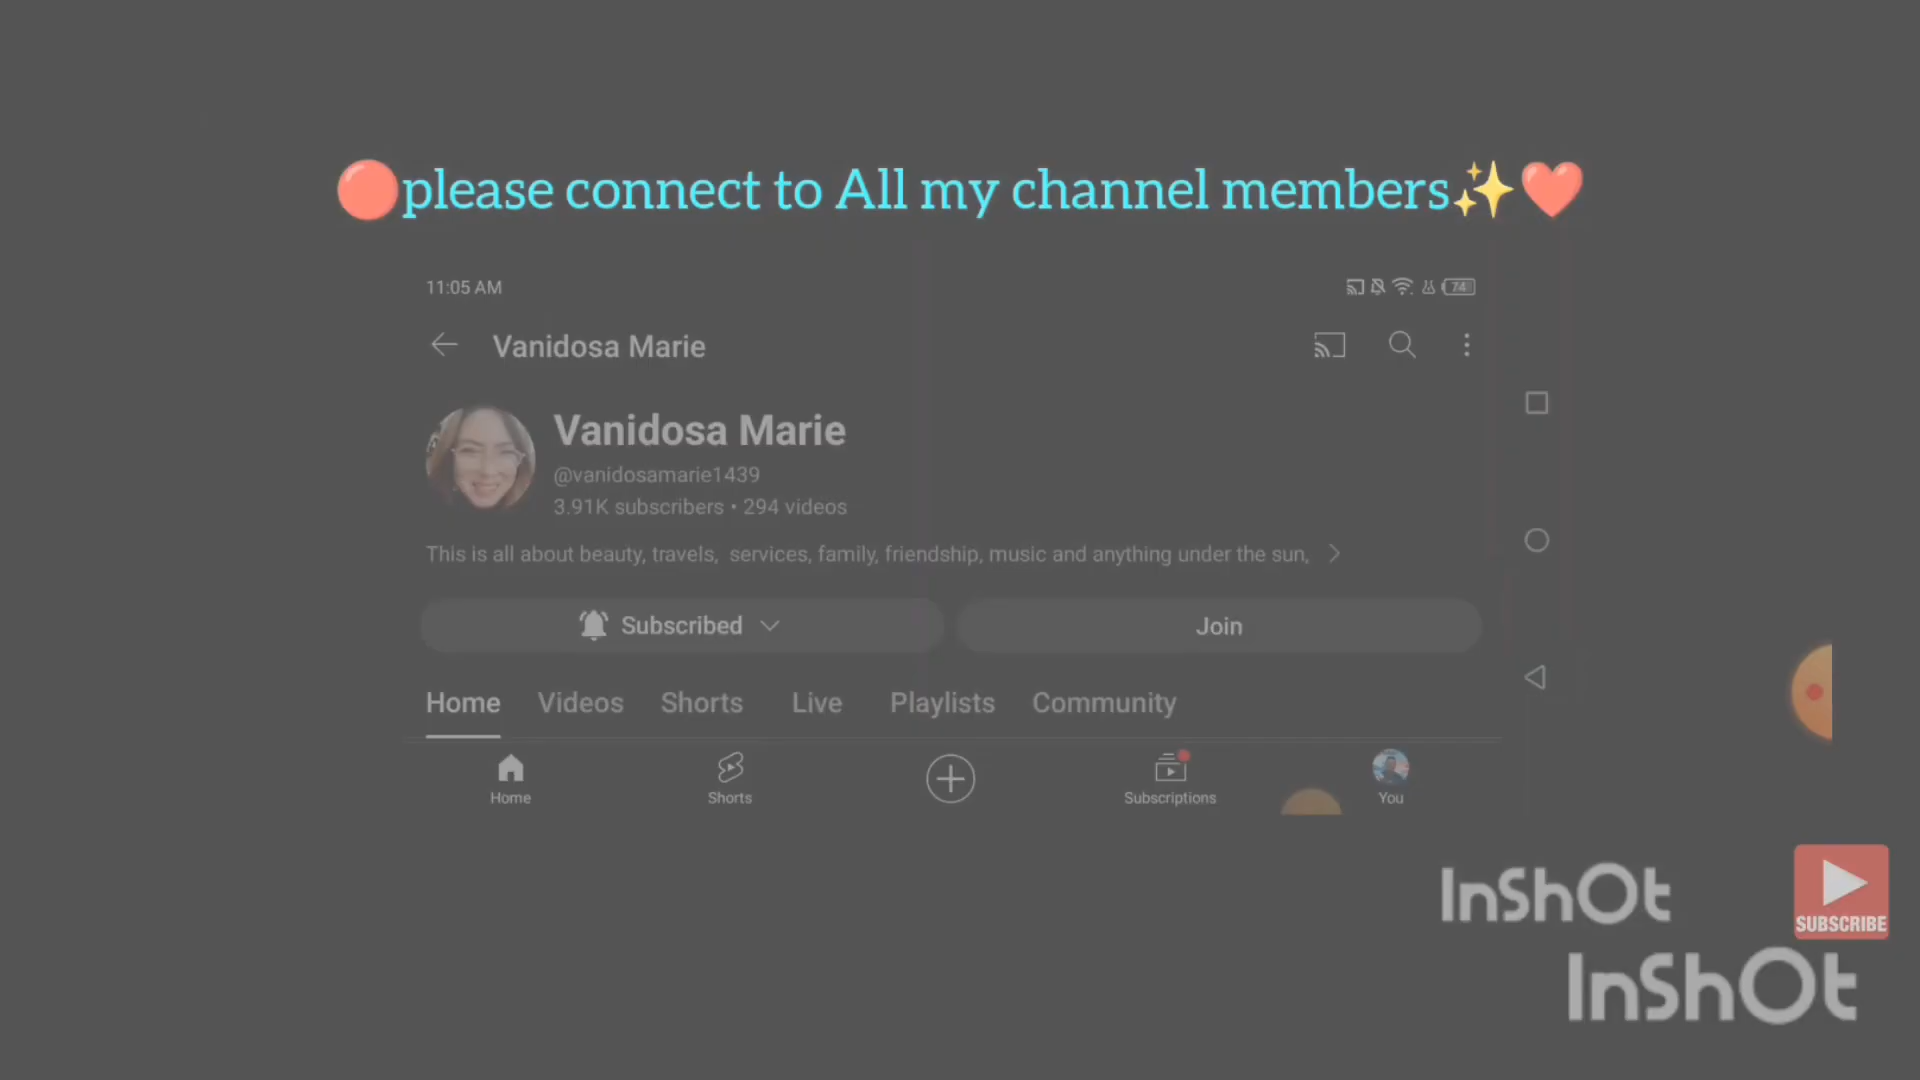 🔴please connect to All my channel members✨❤️
11:05 AM
74
Vanidosa Marie
Vanidosa Marie
@vanidosamarie1439
3.91K subscribers • 294 videos
This is all about beauty, travels,  services, family, friendship, music and anything under the sun,
Subscribed
Join
Home Videos Shorts Live Playlists Community
Home Shorts Subscriptions You
InShOt
SUBSCRIBE
InShOt